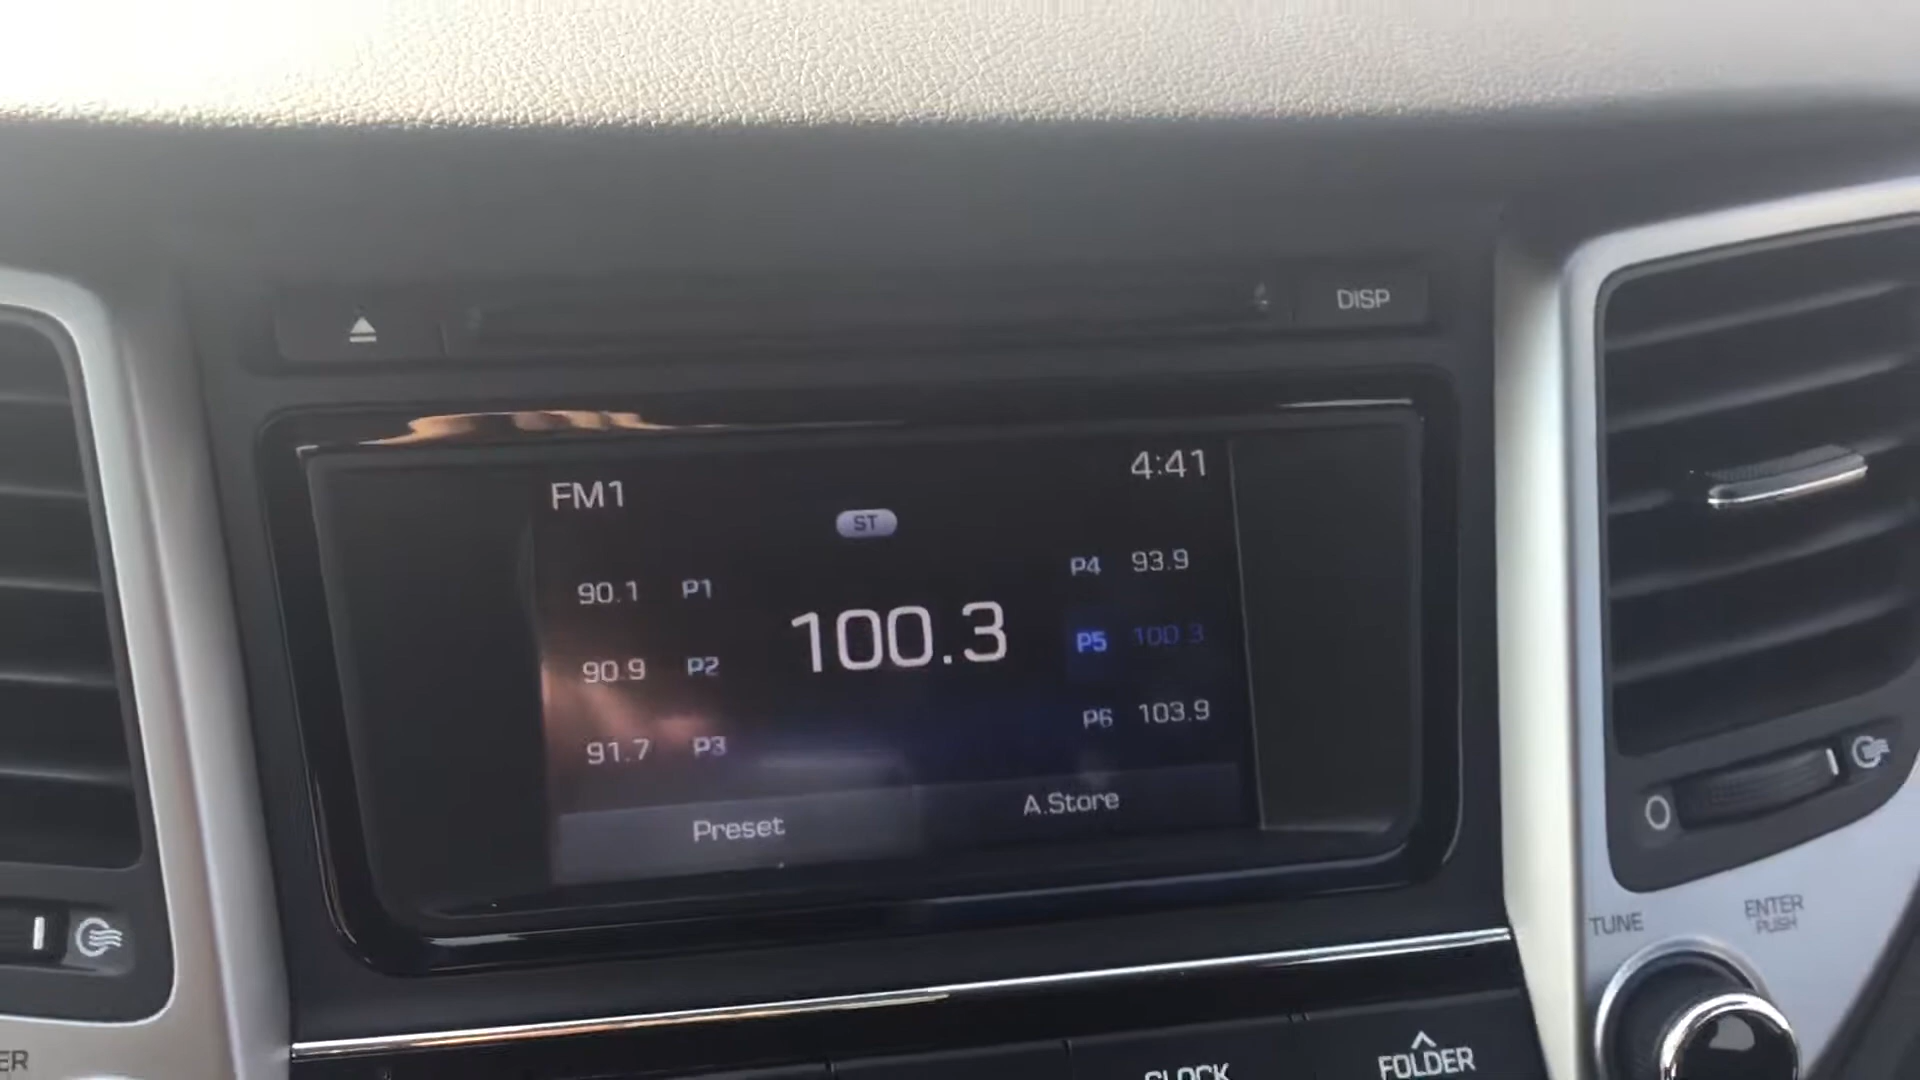 DISP
FM1
4:41
ST
90.1 P1
P4 93.9
100.3
90.9 P2
P5 100.3
91.7 P3
P6 103.9
Preset
A.Store
TUNE
ENTER
PUSH
ER
CLOCK
FOLDER